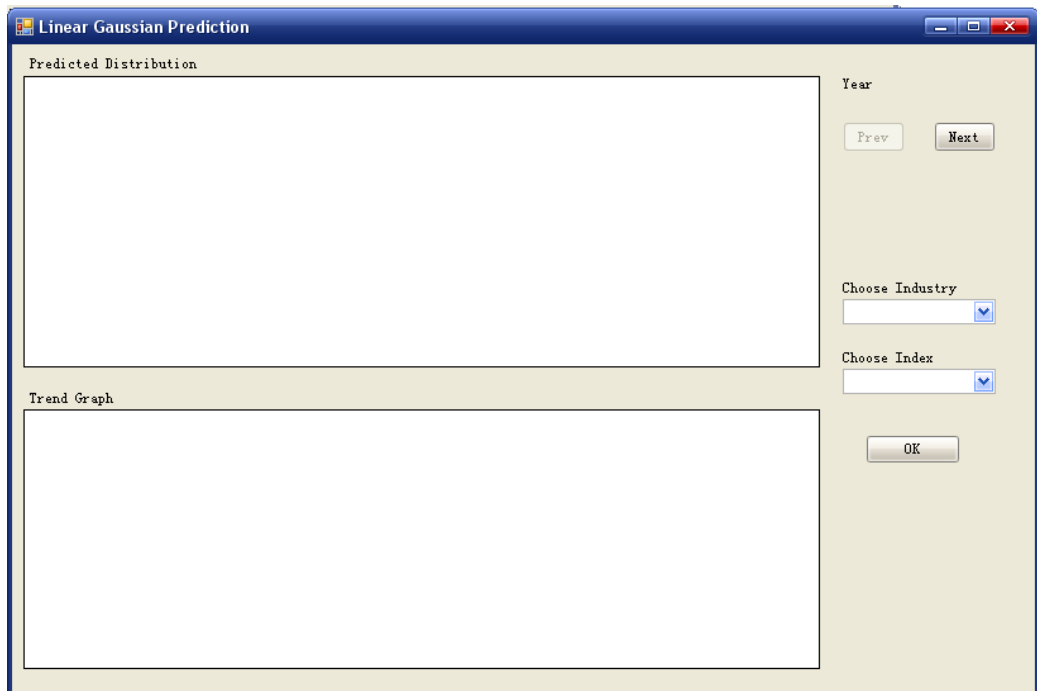 Linear Gaussian Prediction
Predicted Distribution
Year
Prev Next
Choose Industry
Choose Index
Trend Graph
OK